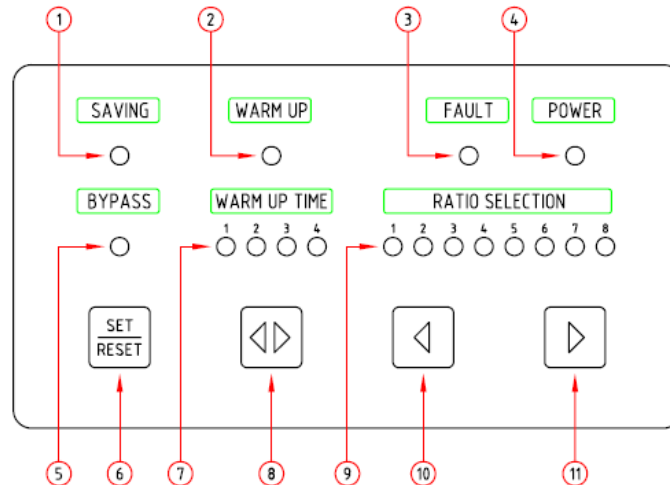 1 2 3 4
SAVING WARM UP FAULT POWER
BYPASS WARM UP TIME RATIO SELECTION
1 2 3 4 1 2 3 4 5 6 7 8
SET
RESET
5 6 7 8 9 10 11